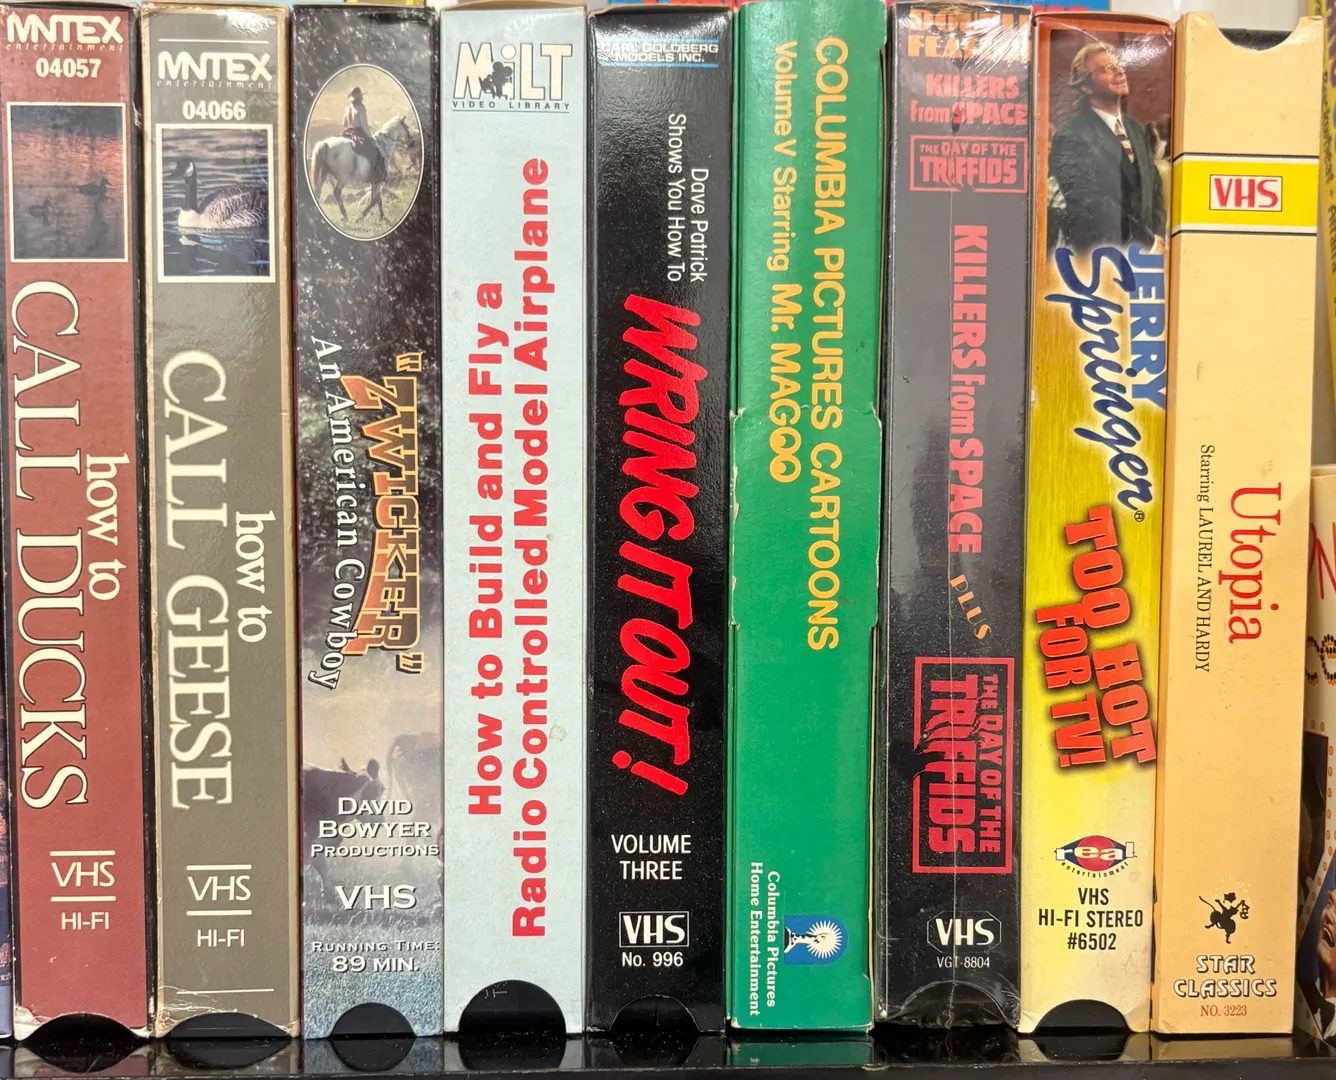 MNTEX
entertainment
04057
how to
CALL DUCKS
VHS
HI-FI
MNTEX
entertainment
04066
how to
CALL GEESE
VHS
HI-FI
"ZWICKER"
An American Cowboy
DAVID
BOWYER
PRODUCTIONS
VHS
RUNNING TIME:
89 MIN.
MiLT
VIDEO LIBRARY
How to Build and Fly a
Radio Controlled Model Airplane
CARL GOLDBERG
MODELS INC.
Dave Patrick
Shows You How To
WRING IT OUT!
VOLUME
THREE
VHS
No. 996
COLUMBIA PICTURES CARTOONS
Volume V Starring Mr. MAGOO
Columbia Pictures
Home Entertainment
DOUBLE
FEATURE
KILLERS
from SPACE
THE DAY OF THE
TRIFFIDS
KILLERS from SPACE
PLUS
THE DAY OF THE
TRIFFIDS
VHS
VGT-8804
JERRY
Springer®
TOO HOT
FOR TV!
real
entertainment
VHS
HI-FI STEREO
#6502
VHS
Utopia
Starring LAUREL AND HARDY
STAR
CLASSICS
NO. 3223